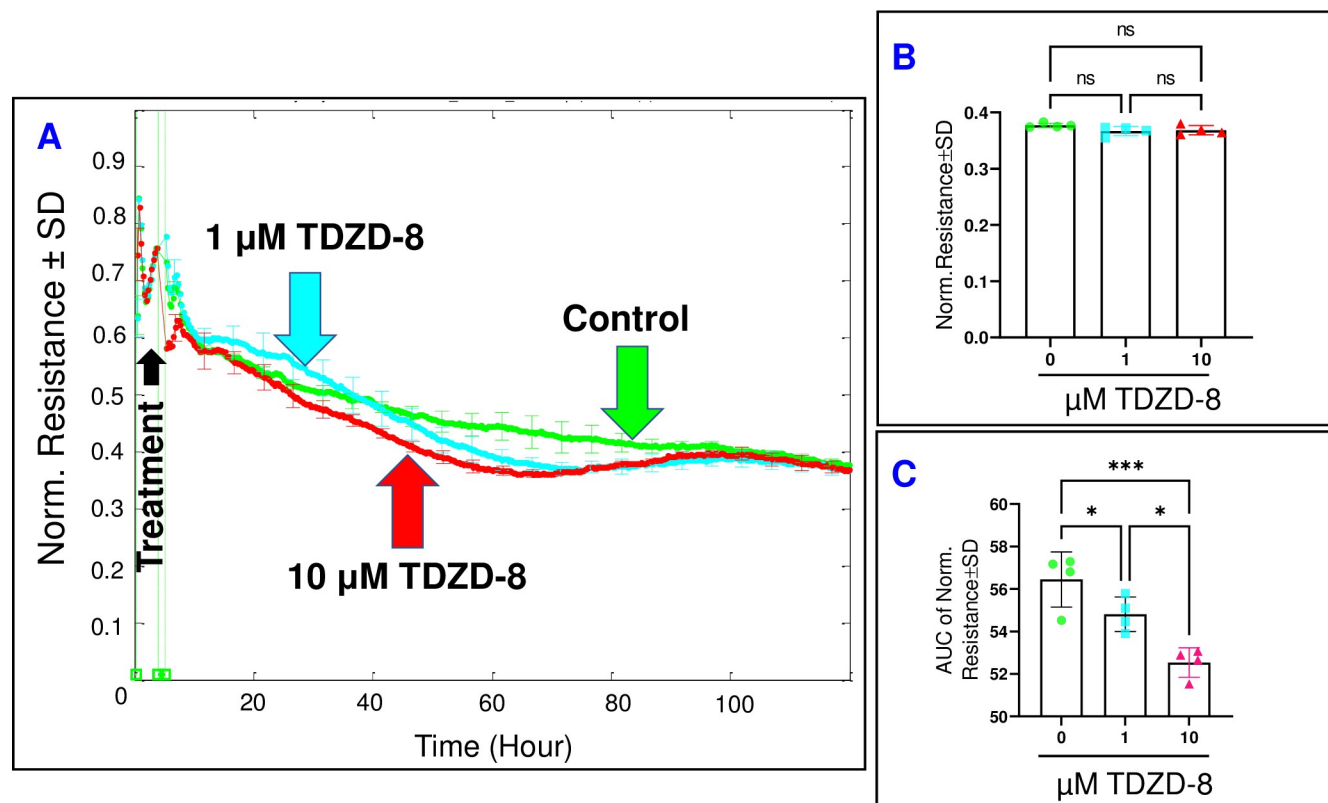 A
Norm. Resistance ± SD
0.9
0.8
0.7
0.6
0.5
0.4
0.3
0.2
0.1
0
20
40
60
80
100
Time (Hour)
Treatment
1 µM TDZD-8
Control
10 µM TDZD-8
B
ns
ns
ns
Norm.Resistance±SD
0.4
0.3
0.2
0.1
0.0
0
1
10
µM TDZD-8
C
***
*
*
AUC of Norm.
Resistance±SD
60
58
56
54
52
50
0
1
10
µM TDZD-8